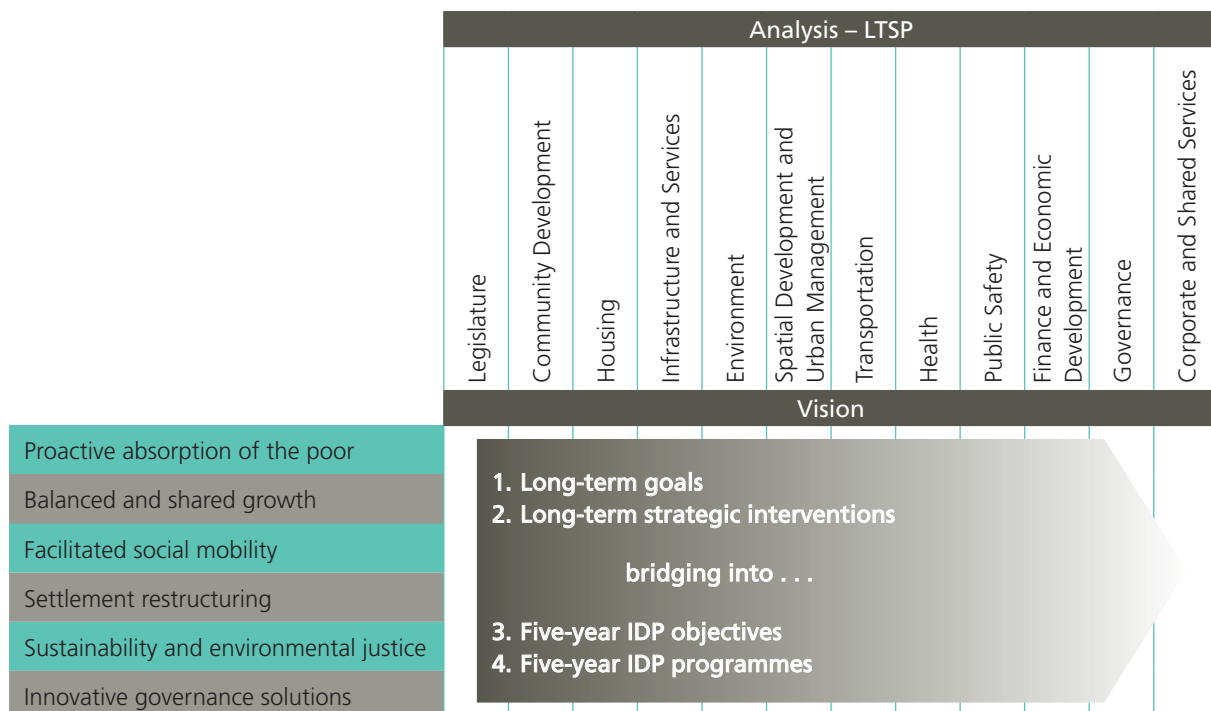 Analysis – LTSP
Legislature
Community Development
Housing
Infrastructure and Services
Environment
Spatial Development and
Urban Management
Transportation
Health
Public Safety
Finance and Economic
Development
Governance
Corporate and Shared Services
Vision
Proactive absorption of the poor
Balanced and shared growth
Facilitated social mobility
Settlement restructuring
Sustainability and environmental justice
Innovative governance solutions
1. Long-term goals
2. Long-term strategic interventions
bridging into . . .
3. Five-year IDP objectives
4. Five-year IDP programmes